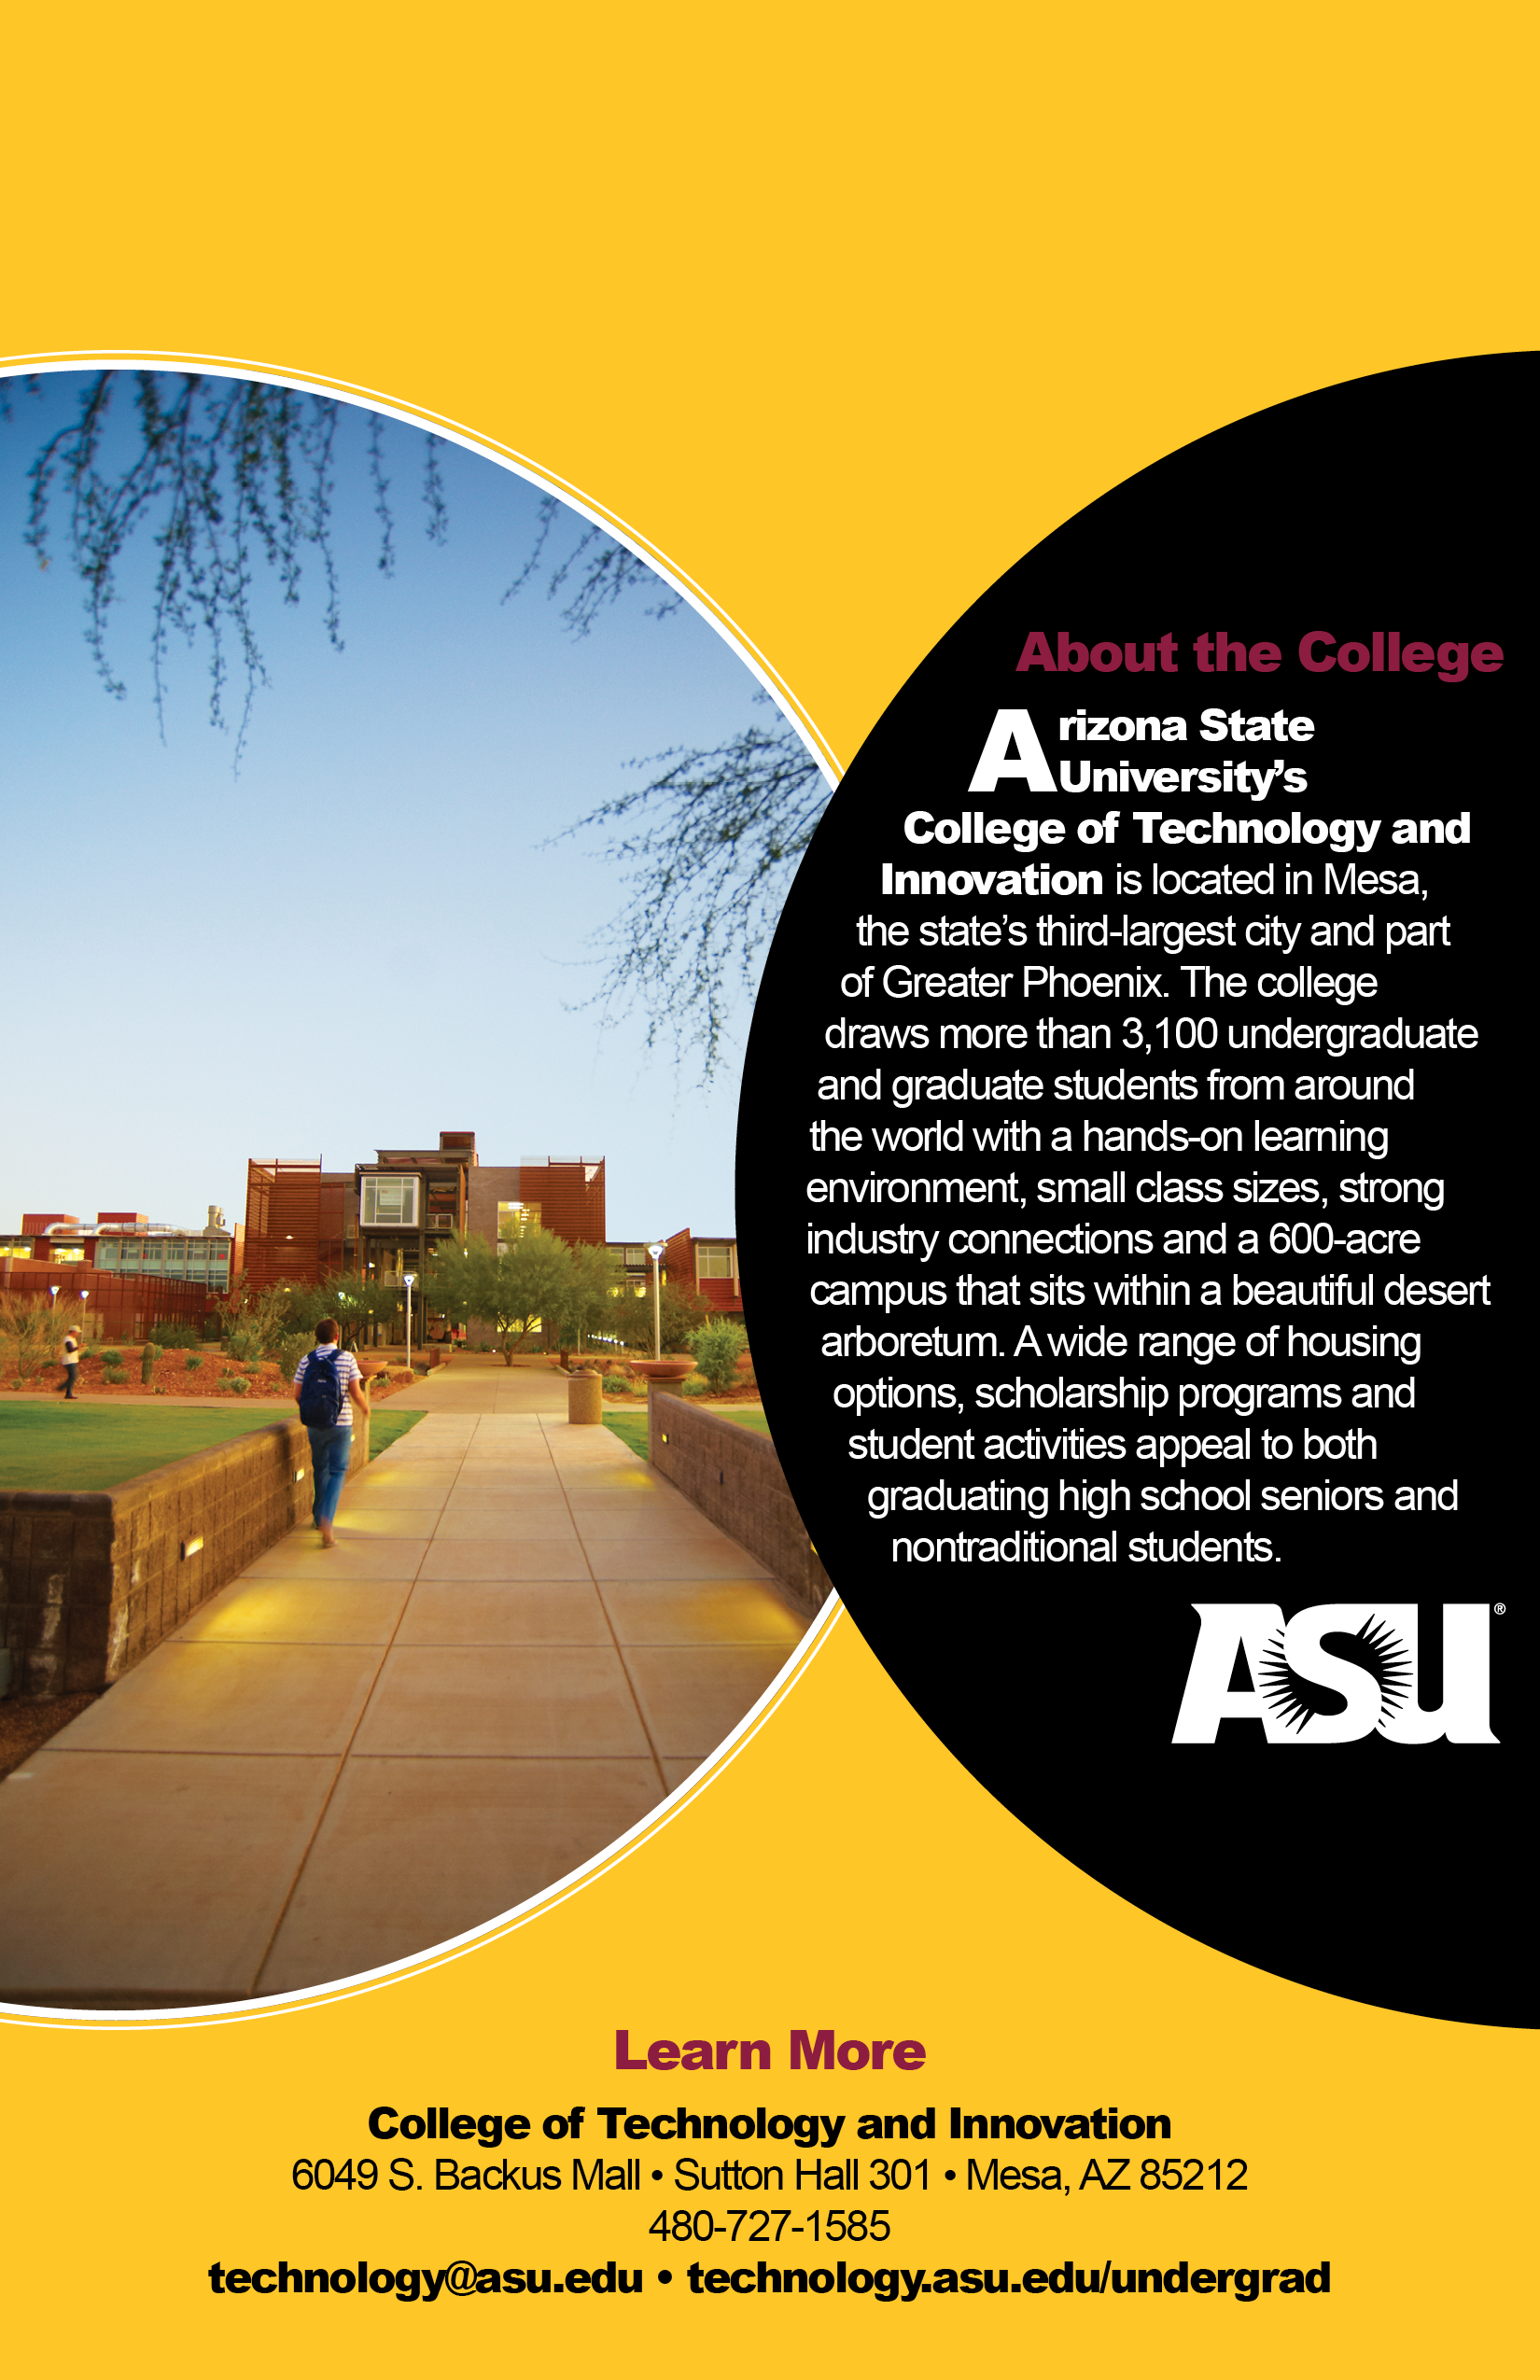 About the College
Arizona State
University’s
College of Technology and
Innovation is located in Mesa,
the state’s third-largest city and part
of Greater Phoenix. The college
draws more than 3,100 undergraduate
and graduate students from around
the world with a hands-on learning
environment, small class sizes, strong
industry connections and a 600-acre
campus that sits within a beautiful desert
arboretum. A wide range of housing
options, scholarship programs and
student activities appeal to both
graduating high school seniors and
nontraditional students.
ASU®
Learn More
College of Technology and Innovation
6049 S. Backus Mall • Sutton Hall 301 • Mesa, AZ 85212
480-727-1585
technology@asu.edu • technology.asu.edu/undergrad